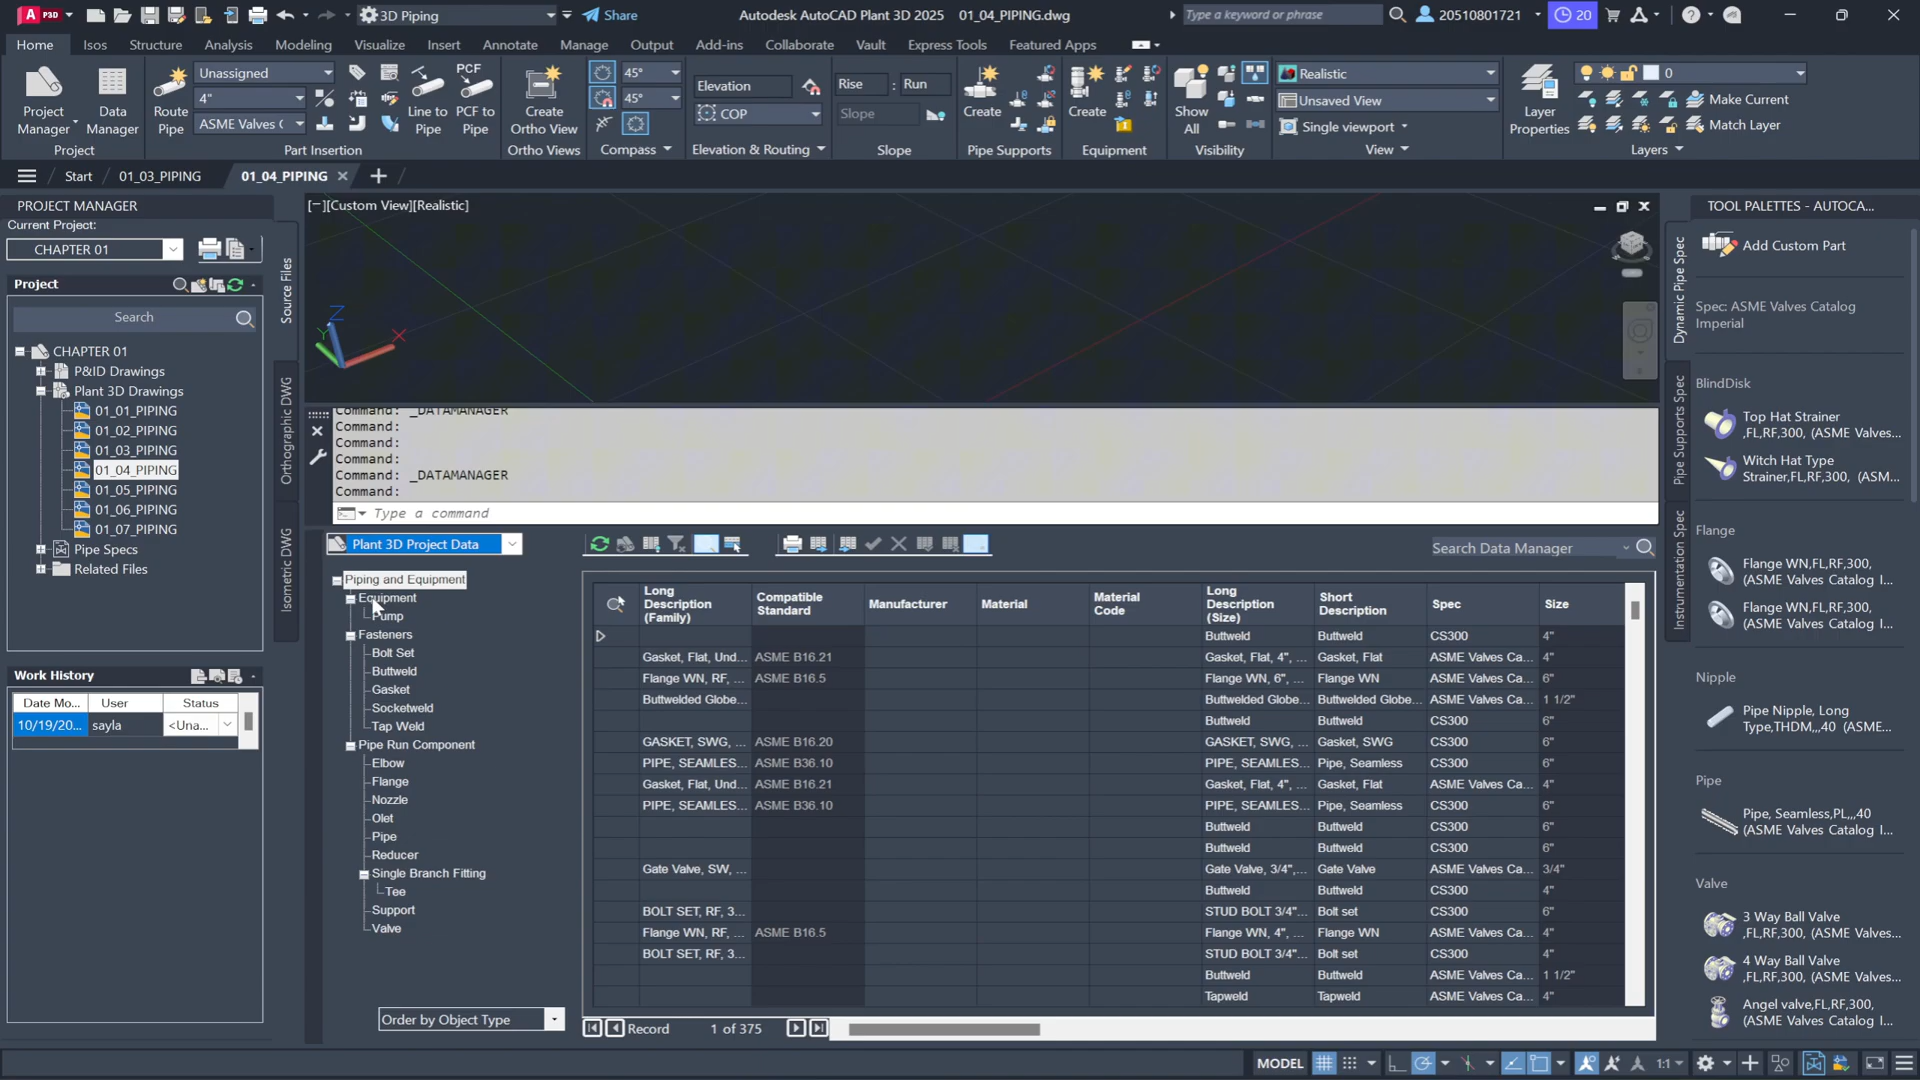 A P3D 3D Piping Share Autodesk AutoCAD Plant 3D 2025 01_04_PIPING.dwg Type a keyword or phrase 20510801721 20
Home Isos Structure Analysis Modeling Visualize Insert Annotate Manage Output Add-ins Collaborate Vault Express Tools Featured Apps
Project Manager
Data Manager
Project
Route Pipe
Unassigned
4"
ASME Valves C
Line to Pipe
PCF
PCF to Pipe
Part Insertion
Create Ortho View
Ortho Views
45°
45°
Compass
Elevation
COP
Elevation & Routing
Rise : Run
Slope
Slope
Create
Pipe Supports
Create
Equipment
Show All
Visibility
Realistic
Unsaved View
Single viewport
View
Layer Properties
0
Make Current
Match Layer
Layers
Start 01_03_PIPING 01_04_PIPING
PROJECT MANAGER
Current Project:
CHAPTER 01
Project
Search
CHAPTER 01
P&ID Drawings
Plant 3D Drawings
01_01_PIPING
01_02_PIPING
01_03_PIPING
01_04_PIPING
01_05_PIPING
01_06_PIPING
01_07_PIPING
Pipe Specs
Related Files
Source Files
Orthographic DWG
Isometric DWG
Work History
Date Mo... User Status
10/19/20... sayla <Una...
[−][Custom View][Realistic]
Z
Y
X
Command: _DATAMANAGER
Command:
Command:
Command:
Command: _DATAMANAGER
Command:
Type a command
Plant 3D Project Data
Search Data Manager
Piping and Equipment
Equipment
Pump
Fasteners
Bolt Set
Buttweld
Gasket
Socketweld
Tap Weld
Pipe Run Component
Elbow
Flange
Nozzle
Olet
Pipe
Reducer
Single Branch Fitting
Tee
Support
Valve
Order by Object Type
Long Description (Family) Compatible Standard Manufacturer Material Material Code Long Description (Size) Short Description Spec Size
Buttweld Buttweld CS300 4"
Gasket, Flat, Und... ASME B16.21 Gasket, Flat, 4", ... Gasket, Flat ASME Valves Ca... 4"
Flange WN, RF, ... ASME B16.5 Flange WN, 6", ... Flange WN ASME Valves Ca... 6"
Buttwelded Globe... Buttwelded Globe... Buttwelded Globe... ASME Valves Ca... 1 1/2"
Buttweld Buttweld CS300 6"
GASKET, SWG, ... ASME B16.20 GASKET, SWG, ... Gasket, SWG CS300 6"
PIPE, SEAMLES... ASME B36.10 PIPE, SEAMLES... Pipe, Seamless CS300 6"
Gasket, Flat, Und... ASME B16.21 Gasket, Flat, 4", ... Gasket, Flat ASME Valves Ca... 4"
PIPE, SEAMLES... ASME B36.10 PIPE, SEAMLES... Pipe, Seamless CS300 6"
Buttweld Buttweld CS300 6"
Buttweld Buttweld CS300 6"
Gate Valve, SW, ... Gate Valve, 3/4",... Gate Valve ASME Valves Ca... 3/4"
Buttweld Buttweld CS300 4"
BOLT SET, RF, 3... STUD BOLT 3/4"... Bolt set CS300 6"
Flange WN, RF, ... ASME B16.5 Flange WN, 4", ... Flange WN ASME Valves Ca... 4"
BOLT SET, RF, 3... STUD BOLT 3/4"... Bolt set CS300 4"
Buttweld Buttweld ASME Valves Ca... 1 1/2"
Tapweld Tapweld ASME Valves Ca... 4"
Record 1 of 375
TOOL PALETTES - AUTOCA...
Dynamic Pipe Spec
Pipe Supports Spec
Instrumentation Spec
Add Custom Part
Spec: ASME Valves Catalog
Imperial
BlindDisk
Top Hat Strainer
,FL,RF,300, (ASME Valves...
Witch Hat Type
Strainer,FL,RF,300, (ASM...
Flange
Flange WN,FL,RF,300,
(ASME Valves Catalog I...
Flange WN,FL,RF,300,
(ASME Valves Catalog I...
Nipple
Pipe Nipple, Long
Type,THDM,,,40 (ASME...
Pipe
Pipe, Seamless,PL,,,40
(ASME Valves Catalog I...
Valve
3 Way Ball Valve
,FL,RF,300, (ASME Valves...
4 Way Ball Valve
,FL,RF,300, (ASME Valves...
Angel valve,FL,RF,300,
(ASME Valves Catalog I...
MODEL 1:1